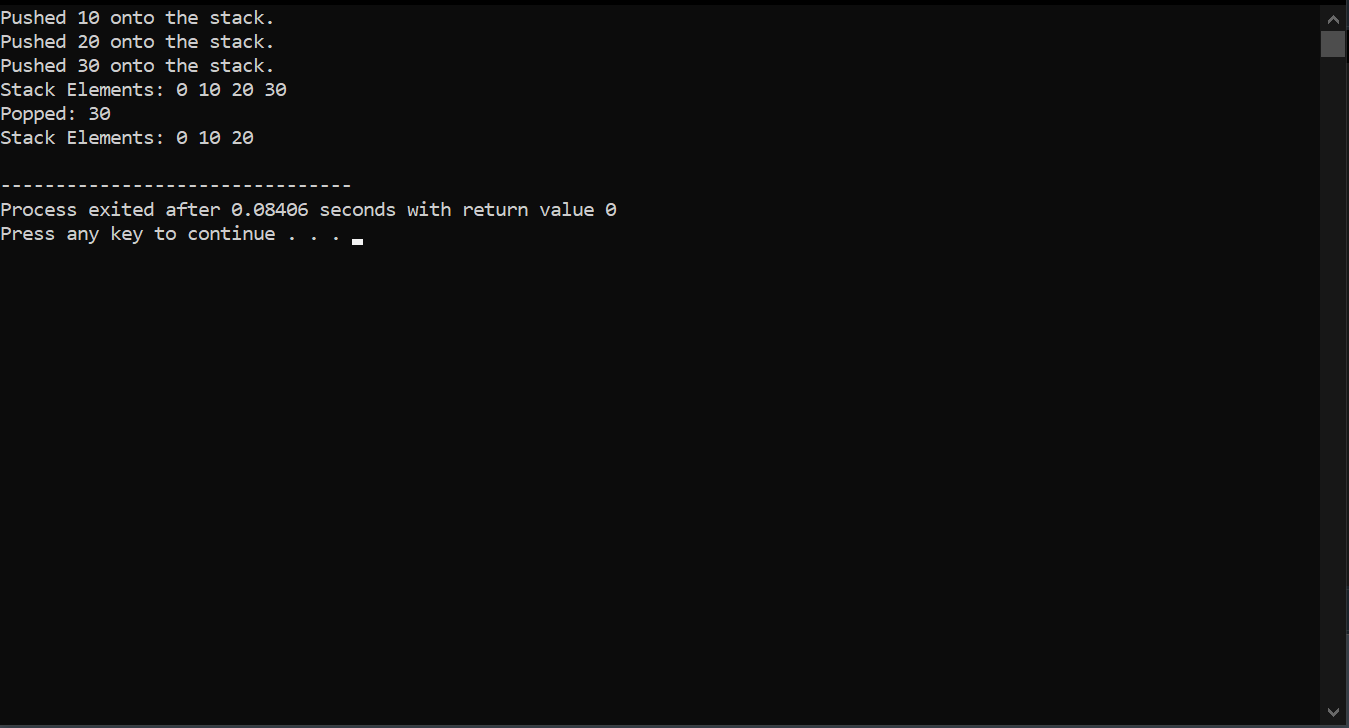 Pushed 10 onto the stack.
Pushed 20 onto the stack.
Pushed 30 onto the stack.
Stack Elements: 0 10 20 30
Popped: 30
Stack Elements: 0 10 20
--------------------------------
Process exited after 0.08406 seconds with return value 0
Press any key to continue . . .